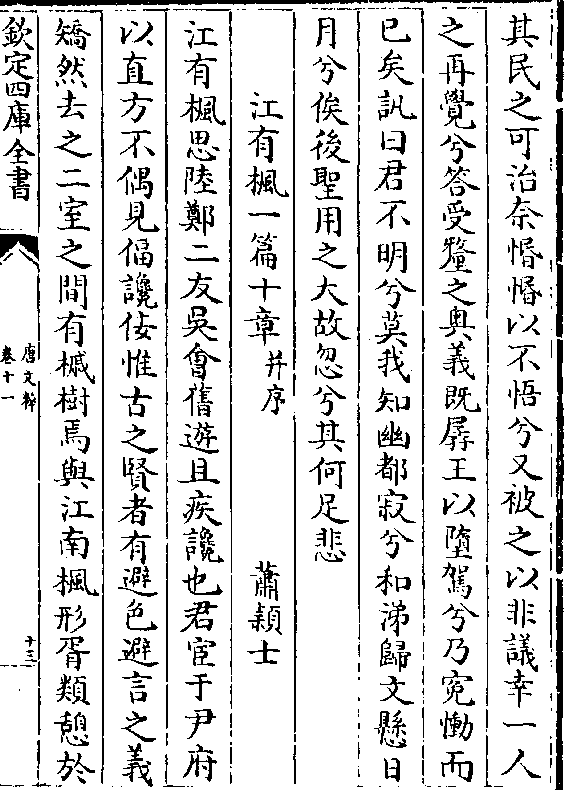 其民之可治奈惛惛以不悟兮又被之以非議幸一人
之再覺兮答受釐之奥義既孱王以墮駕兮乃寃慟而
已矣訊曰君不明兮莫我知幽都寂兮和涕歸文懸日
月兮俟後聖用之大故忽兮其何足悲
江有楓一篇十章并序 蕭頴士
江有楓思陸鄭二友吳會舊遊且疾讒也君宦于尹府
以直方不偶見偪讒佞惟古之賢者有避色避言之義
矯然去之二室之間有槭樹焉與江南楓形胥類憩於
欽定四庫全書
唐文粹
卷十一
十三